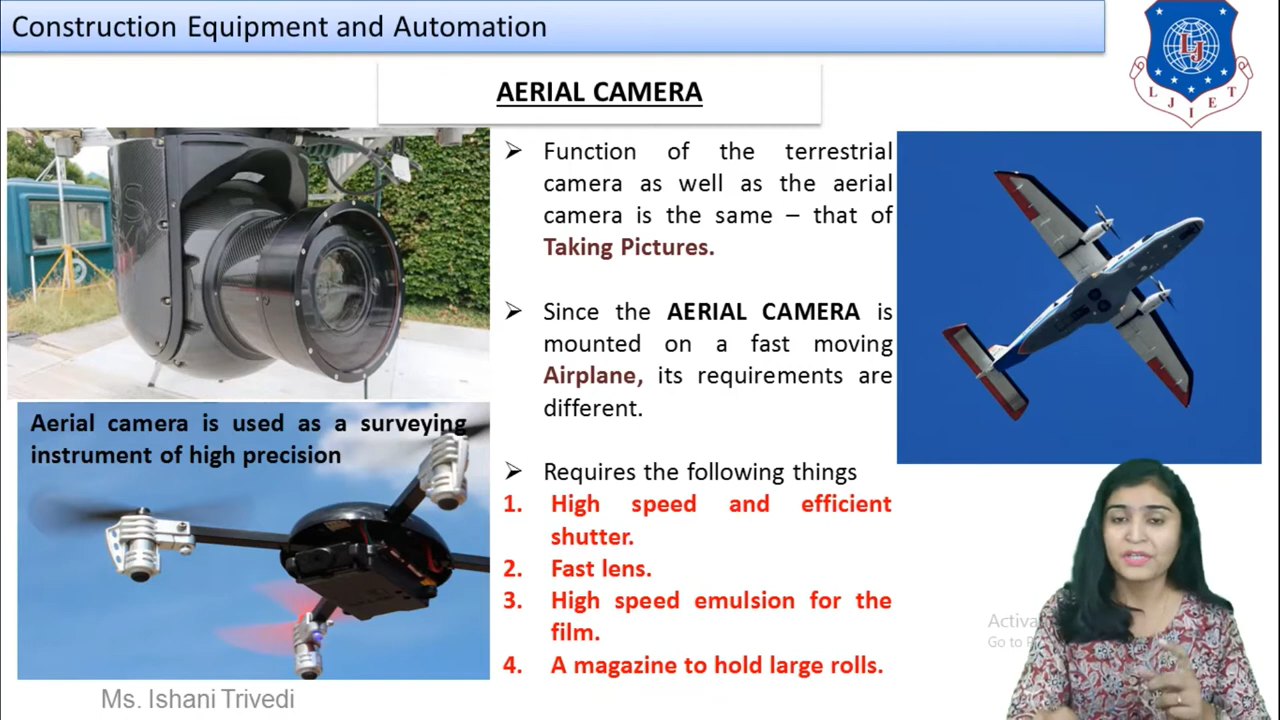 Construction Equipment and Automation
LJIET
AERIAL CAMERA
Function of the terrestrial
camera as well as the aerial
camera is the same – that of
Taking Pictures.
Since the AERIAL CAMERA is
mounted on a fast moving
Airplane, its requirements are
different.
Requires the following things
1. High speed and efficient
shutter.
2. Fast lens.
3. High speed emulsion for the
film.
4. A magazine to hold large rolls.
Aerial camera is used as a surveying
instrument of high precision
Activa
Go to
Ms. Ishani Trivedi